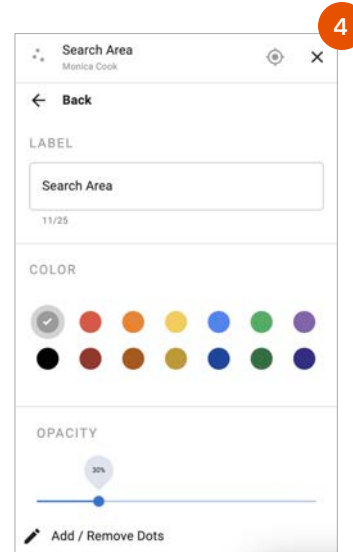 4
Search Area
Monica Cook
Back
LABEL
Search Area
11/25
COLOR
OPACITY
30%
Add / Remove Dots